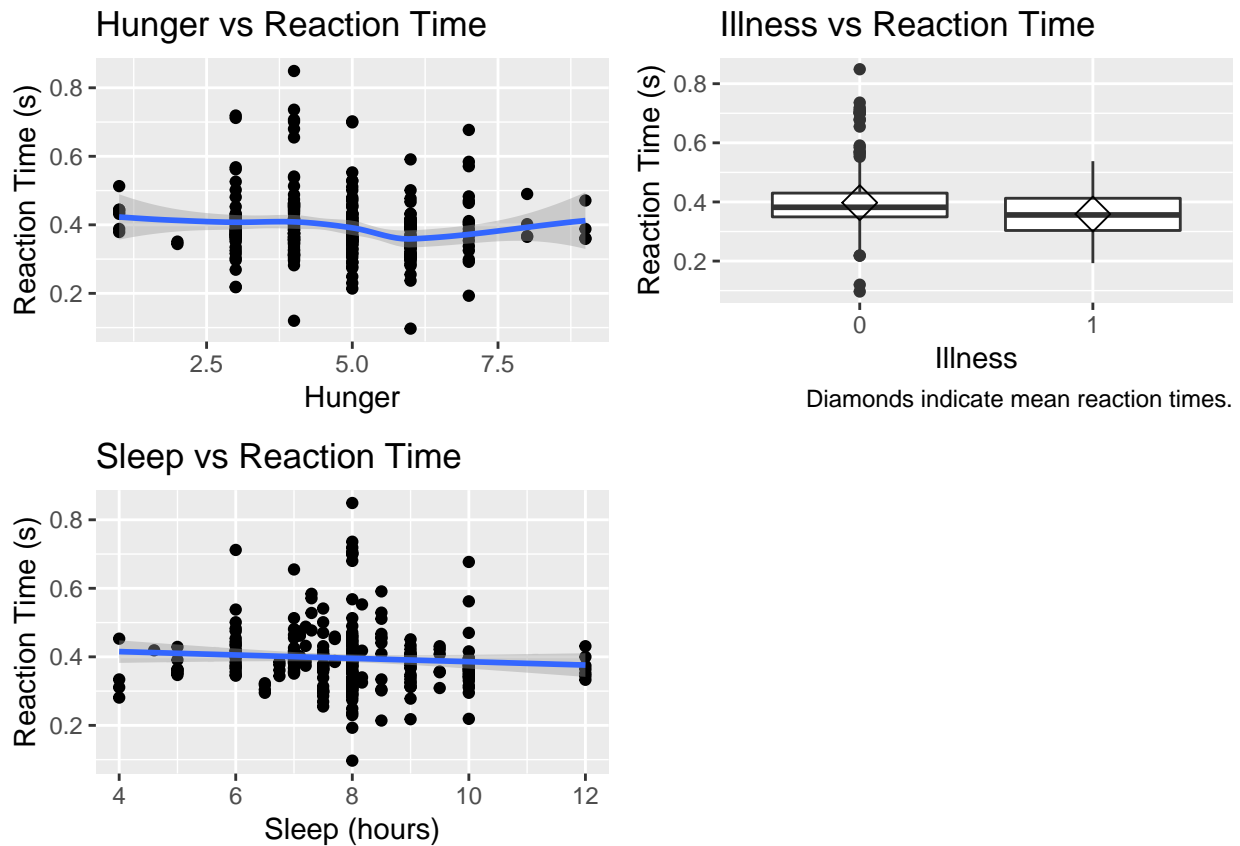 Hunger vs Reaction Time
Reaction Time (s)
0.8
0.6
0.4
0.2
2.5 5.0 7.5
Hunger
Illness vs Reaction Time
Reaction Time (s)
0.8
0.6
0.4
0.2
0 1
Illness
Diamonds indicate mean reaction times.
Sleep vs Reaction Time
Reaction Time (s)
0.8
0.6
0.4
0.2
4 6 8 10 12
Sleep (hours)